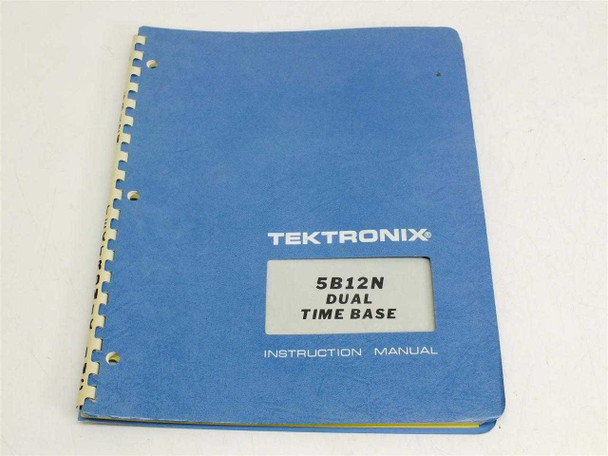 TEKTRONIX®
5B12N
DUAL
TIME BASE
INSTRUCTION MANUAL